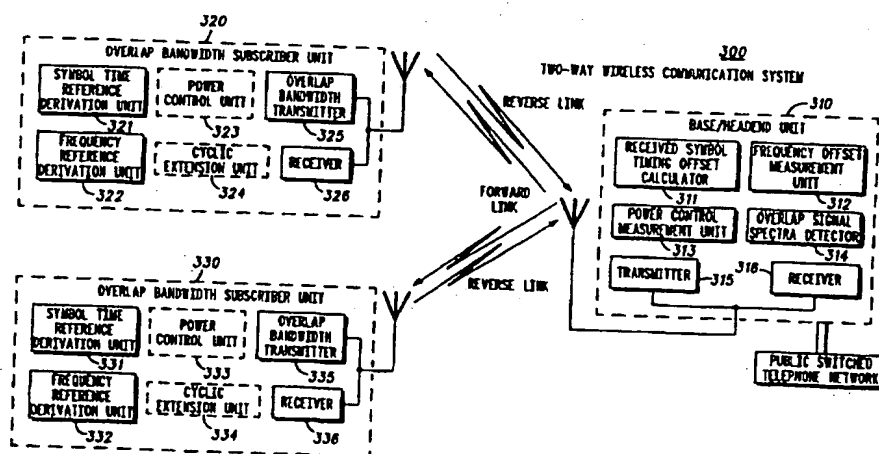 320
OVERLAP BANDWIDTH SUBSCRIBER UNIT
SYMBOL TIME
REFERENCE
DERIVATION UNIT
321
POWER
CONTROL UNIT
323
OVERLAP
BANDWIDTH
TRANSMITTER
325
FREQUENCY
REFERENCE
DERIVATION UNIT
322
CYCLIC
EXTENSION UNIT
324
RECEIVER
326
REVERSE LINK
FORWARD
LINK
REVERSE LINK
300
TWO-WAY WIRELESS COMMUNICATION SYSTEM
310
BASE/HEADEND UNIT
RECEIVED SYMBOL
TIMING OFFSET
CALCULATOR
311
FREQUENCY OFFSET
MEASUREMENT
UNIT
312
POWER CONTROL
MEASUREMENT UNIT
313
OVERLAP SIGNAL
SPECTRA DETECTOR
314
TRANSMITTER
315
316
RECEIVER
PUBLIC SWITCHED
TELEPHONE NETWORK
330
OVERLAP BANDWIDTH SUBSCRIBER UNIT
SYMBOL TIME
REFERENCE
DERIVATION UNIT
331
POWER
CONTROL UNIT
333
OVERLAP
BANDWIDTH
TRANSMITTER
335
FREQUENCY
REFERENCE
DERIVATION UNIT
332
CYCLIC
EXTENSION UNIT
334
RECEIVER
336